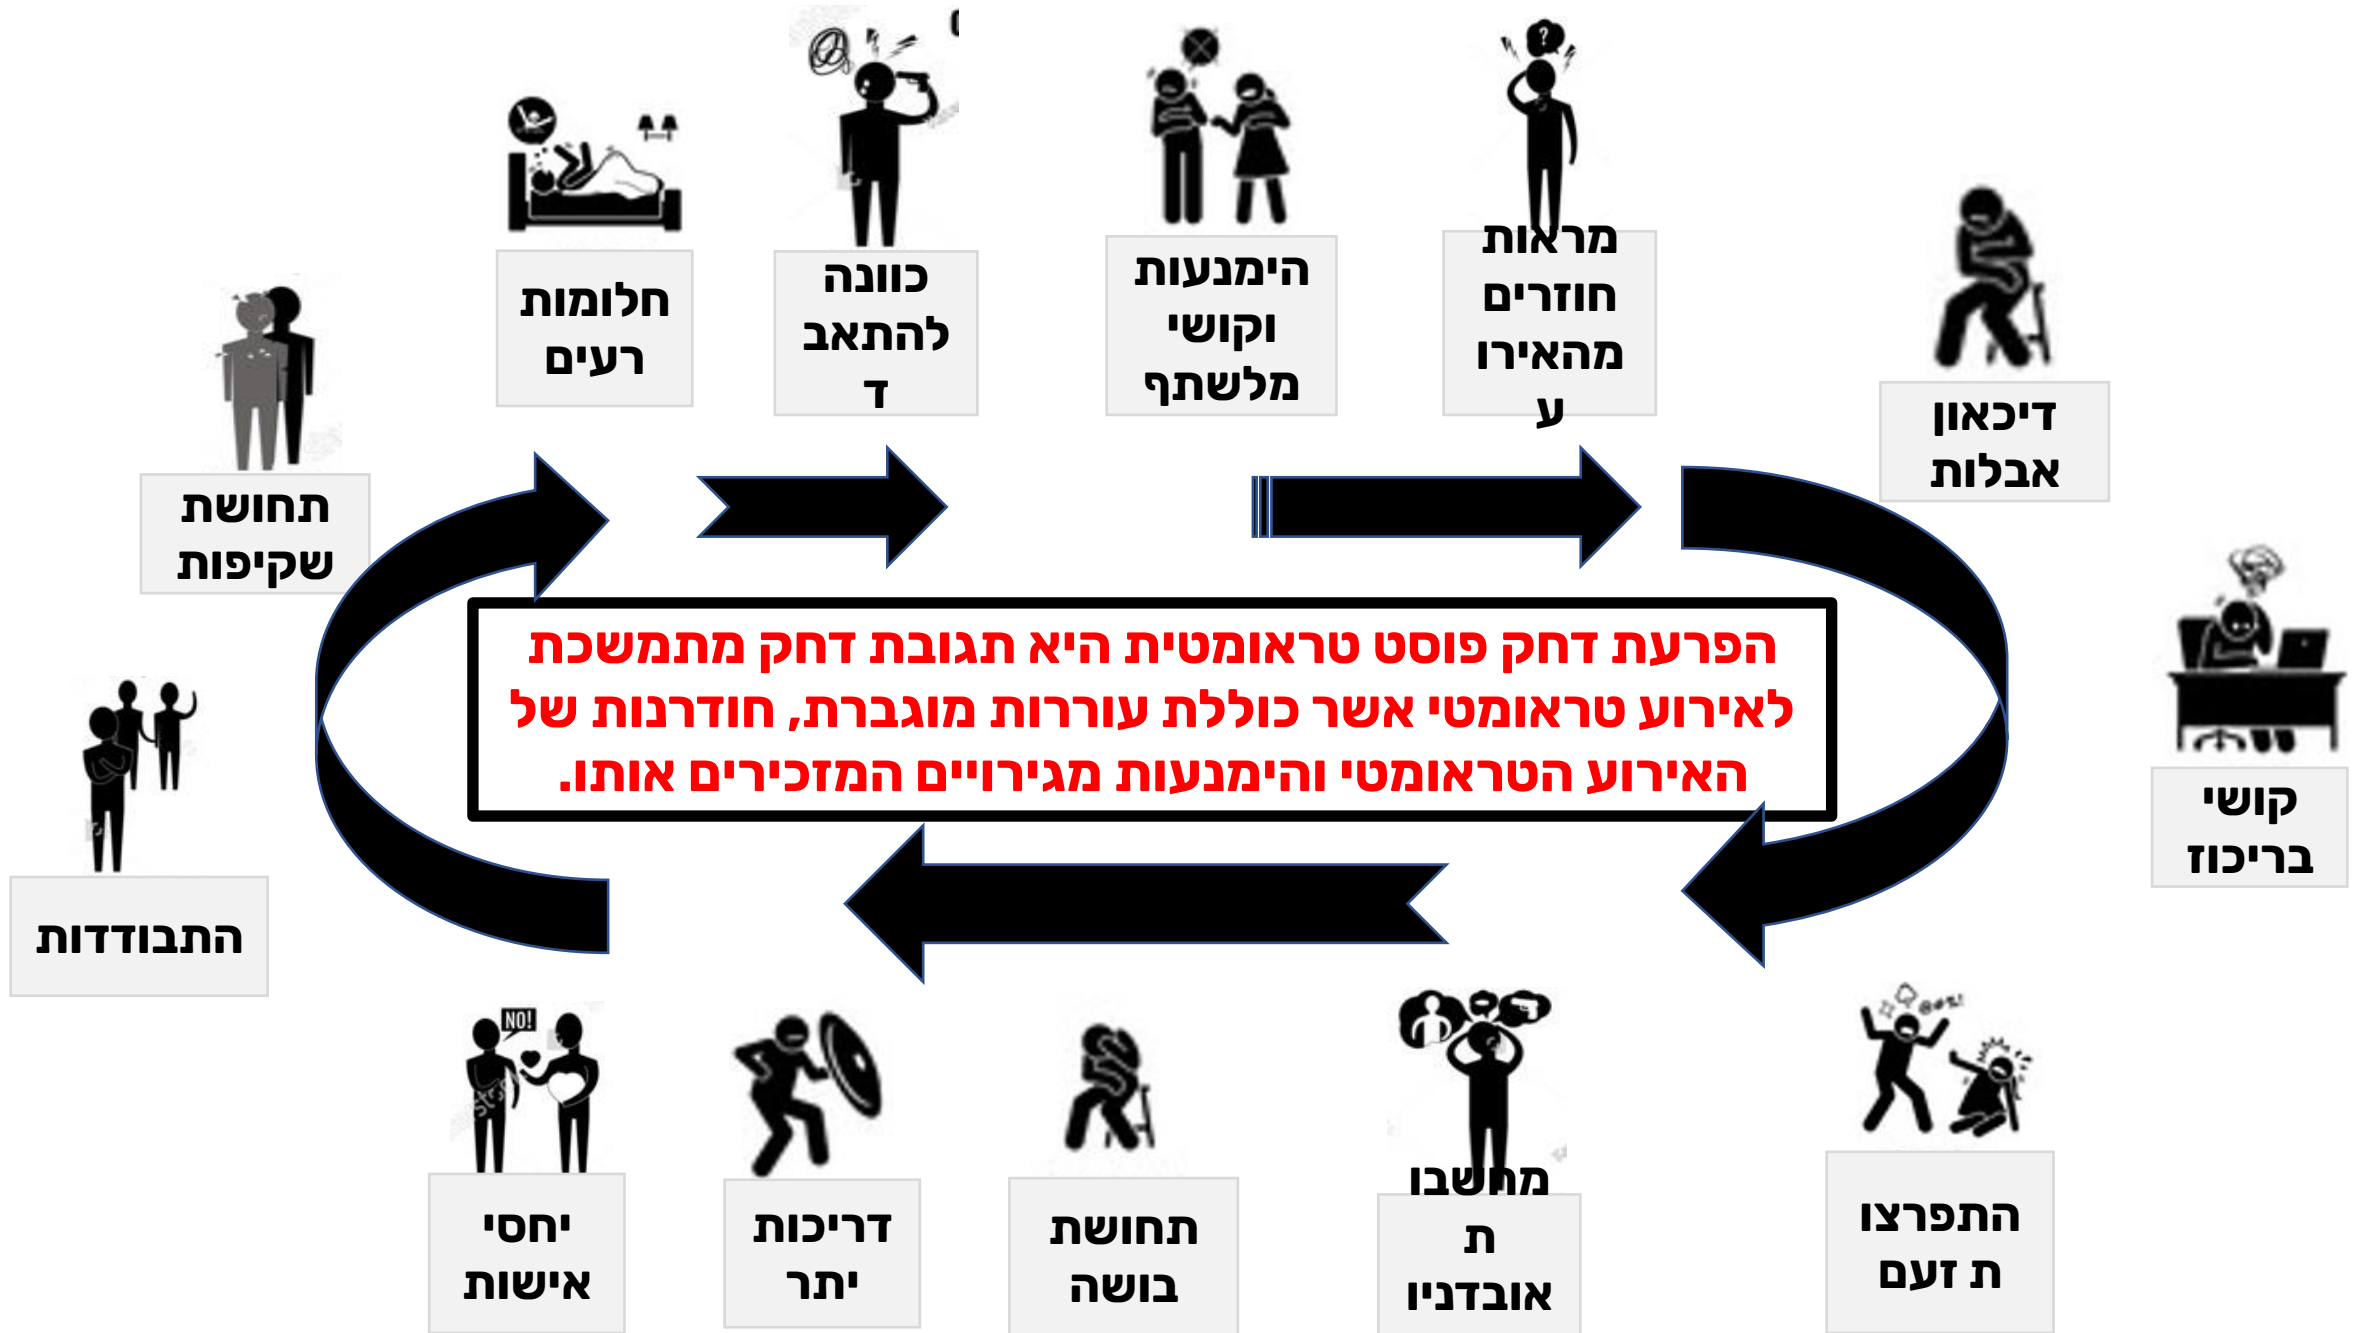 חלומות
רעים
כוונה
להתאב
ד
הימנעות
וקושי
מלשתף
מראות
חוזרים
מהאירו
ע
דיכאון
אבלות
תחושת
שקיפות
הפרעת דחק פוסט טראומטית היא תגובת דחק מתמשכת
לאירוע טראומטי אשר כוללת עוררות מוגברת, חודרנות של
האירוע הטראומטי והימנעות מגירויים המזכירים אותו.
קושי
בריכוז
התבודדות
NO!
יחסי
אישות
דריכות
יתר
תחושת
בושה
מחשבו
ת
אובדניו
התפרצו
ת זעם